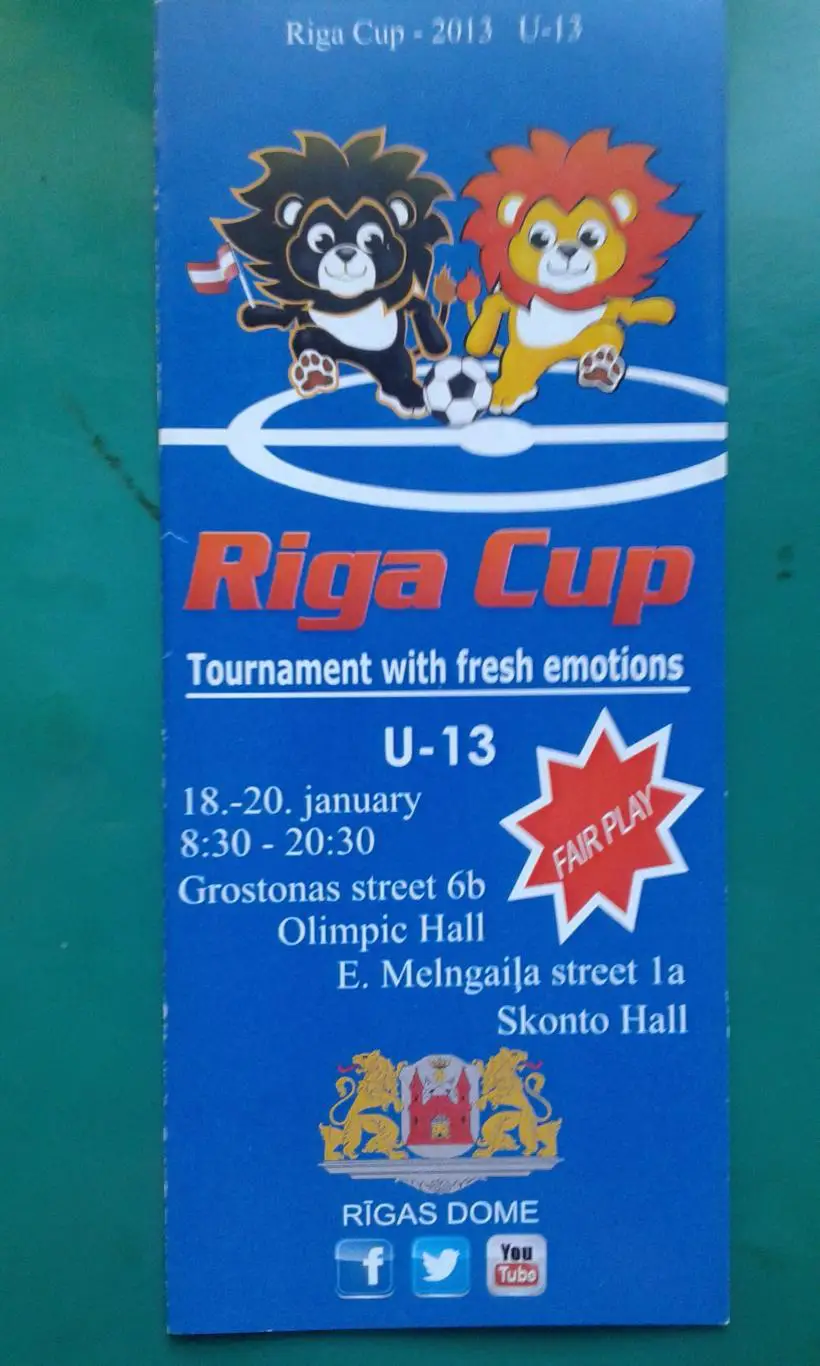 Riga Cup - 2013 U-13
Riga Cup
Tournament with fresh emotions
U-13
18.-20. january
8:30 - 20:30
FAIR PLAY
Grostonas street 6b
Olimpic Hall
E. Melngaiļa street 1a
Skonto Hall
RĪGAS DOME
f
You
Tube